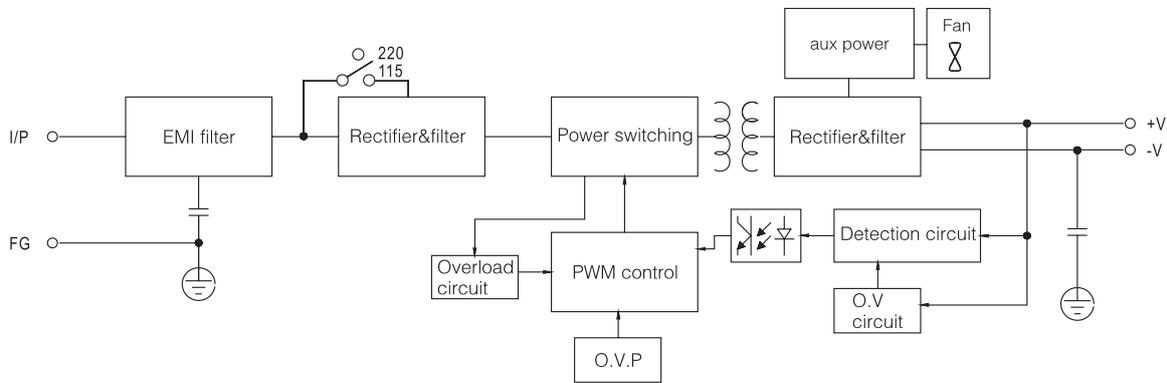 Fan
aux power
220
115
I/P
EMI filter
Rectifier&filter
Power switching
Rectifier&filter
+V
-V
FG
Detection circuit
Overload
circuit
PWM control
O.V
circuit
O.V.P